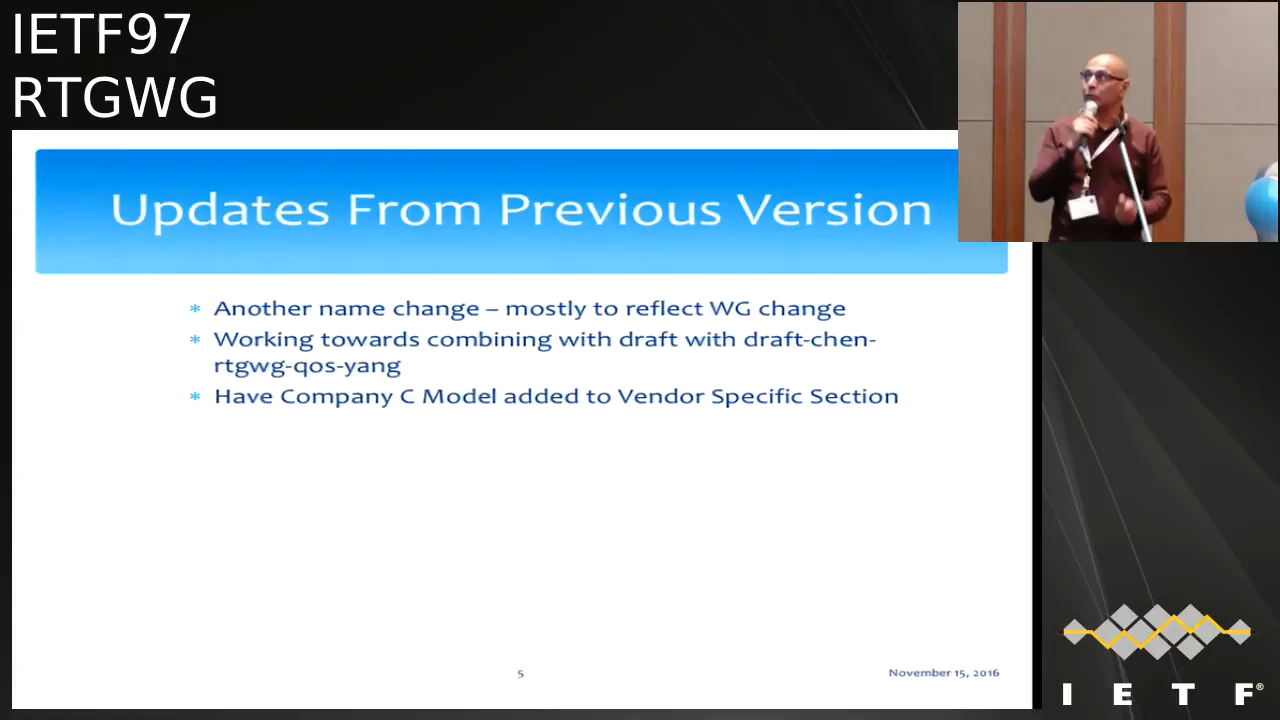 IETF97
RTGWG
Updates From Previous Version
* Another name change – mostly to reflect WG change
* Working towards combining with draft with draft-chen-
rtgwg-qos-yang
* Have Company C Model added to Vendor Specific Section
5
November 15, 2016
I E T F®